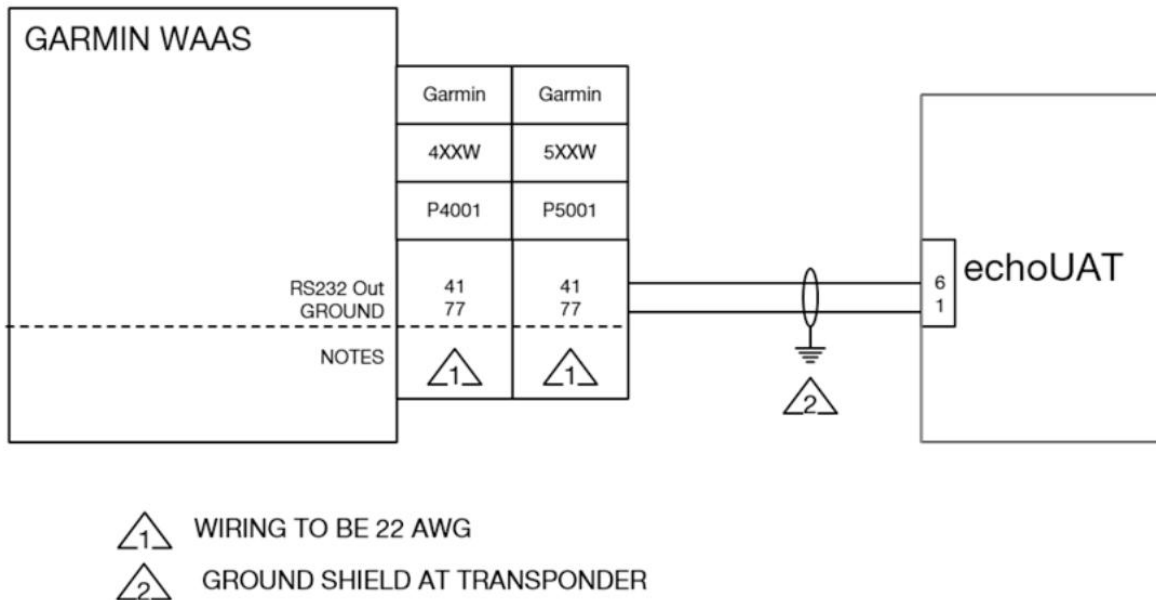 GARMIN WAAS
Garmin Garmin
4XXW 5XXW
P4001 P5001
echoUAT
RS232 Out 41 41 6
GROUND 77 77 1
NOTES 1 1
2
1 WIRING TO BE 22 AWG
2 GROUND SHIELD AT TRANSPONDER